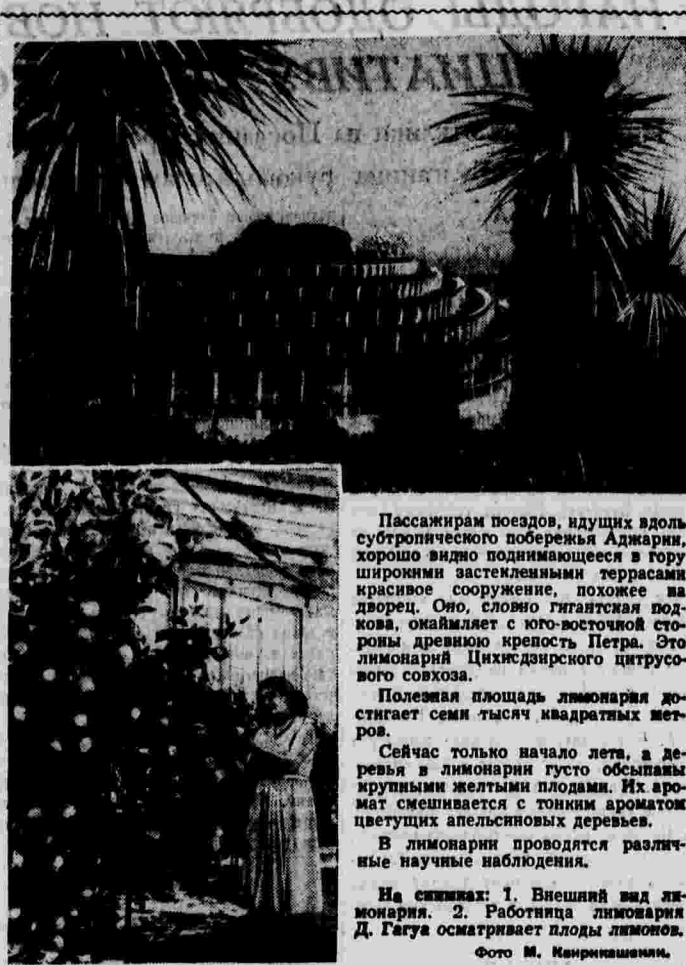 Пассажирам поездов, идущих вдоль
субтропического побережья Аджарии,
хорошо видно поднимающееся в гору
широкими застекленными террасами
красивое сооружение, похожее на
дворец. Оно, словно гигантская под-
кова, окаймляет с юго-восточной сто-
роны древнюю крепость Петра. Это
лимонарий Цихисдзирского цитрусо-
вого совхоза.
Полезная площадь лимонария до-
стигает семи тысяч квадратных мет-
ров.
Сейчас только начало лета, а де-
ревья в лимонарии густо обсыпаны
крупными желтыми плодами. Их аро-
мат смешивается с тонким ароматом
цветущих апельсиновых деревьев.
В лимонарии проводятся различ-
ные научные наблюдения.
На снимках: 1. Внешний вид ли-
монария. 2. Работница лимонария
Д. Гагуа осматривает плоды лимонов.
Фото М. Квирикашвили.